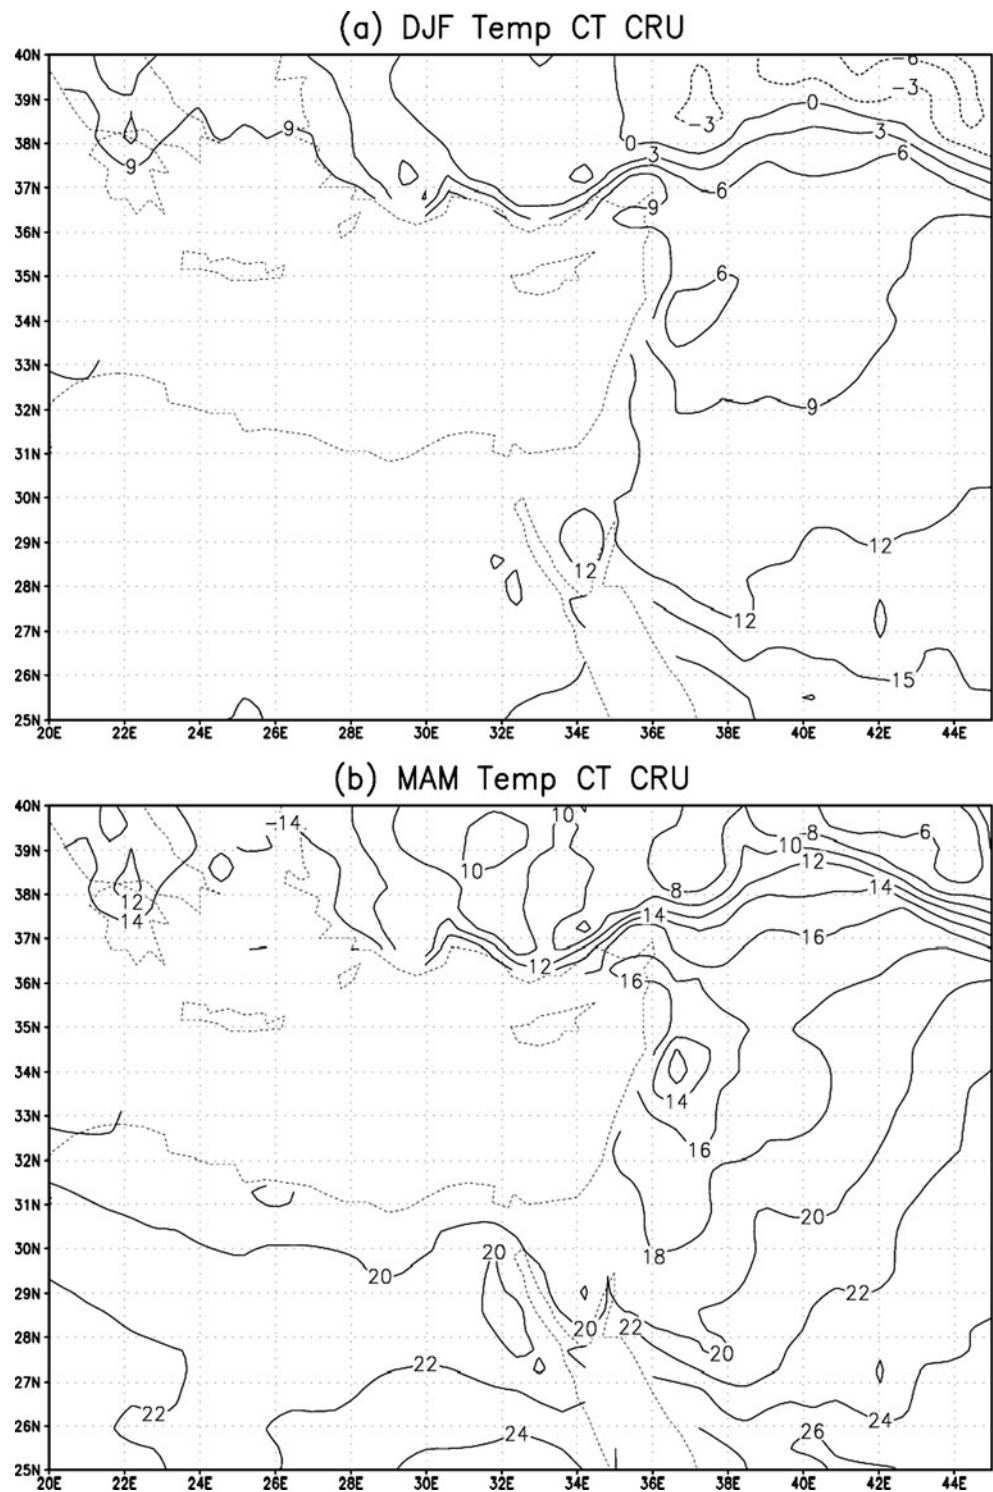 (a) DJF Temp CT CRU
40N
-6
39N
-3
-3
0
38N
9
0
3
3
6
37N
9
6
9
36N
35N
6
34N
33N
32N
9
31N
30N
29N
12
12
28N
12
27N
26N
15
25N
20E 22E 24E 26E 28E 30E 32E 34E 36E 38E 40E 42E 44E
(b) MAM Temp CT CRU
40N
10
-14
8
6
39N
10
10
12
8
14
38N
12
14
14
16
37N
12
16
36N
35N
34N
14
33N
16
32N
31N
20
30N
20
18
20
29N
22
20
22
28N
20
22
27N
22
24
26N
24
26
25N
20E 22E 24E 26E 28E 30E 32E 34E 36E 38E 40E 42E 44E